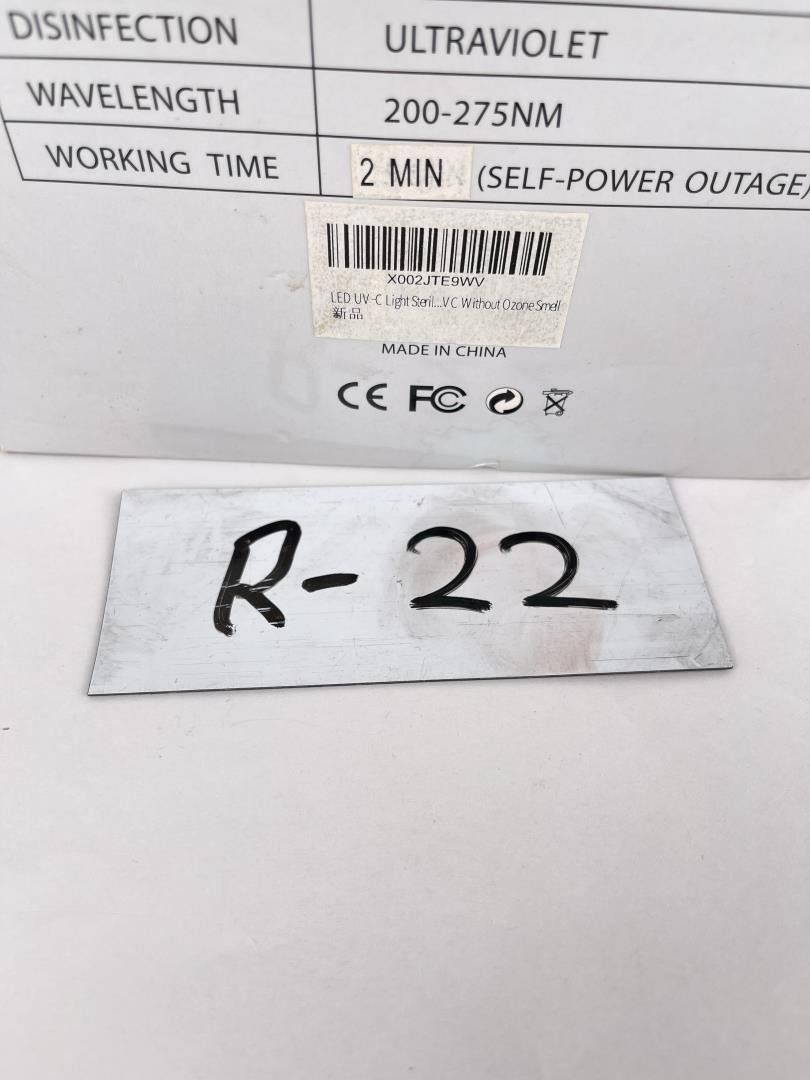 DISINFECTION ULTRAVIOLET
WAVELENGTH 200-275NM
WORKING TIME 2 MIN (SELF-POWER OUTAGE)
X002JTE9WV
LED UV-C Light Steril...VC Without Ozone Smell
新品
MADE IN CHINA
CE FC
R-22